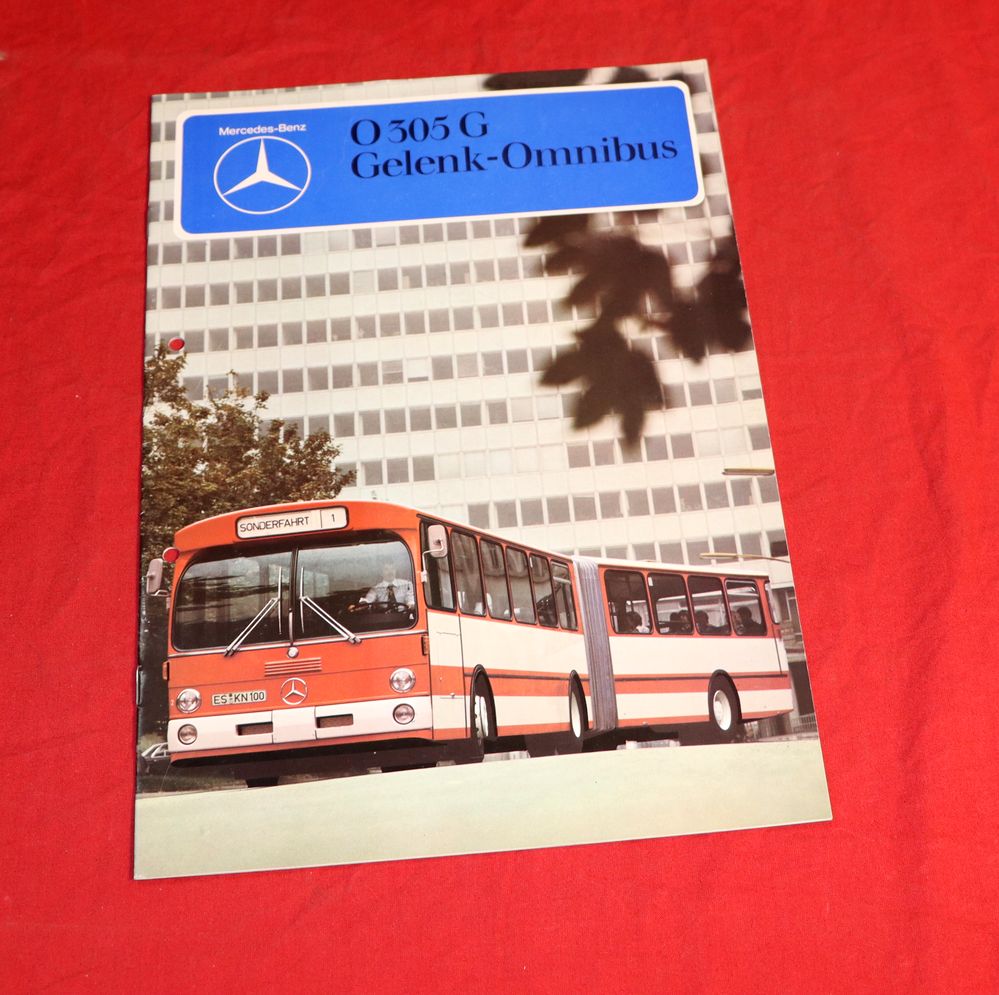 Mercedes-Benz
O 305 G
Gelenk-Omnibus
SONDERFAHRT 1
ES-KN 100